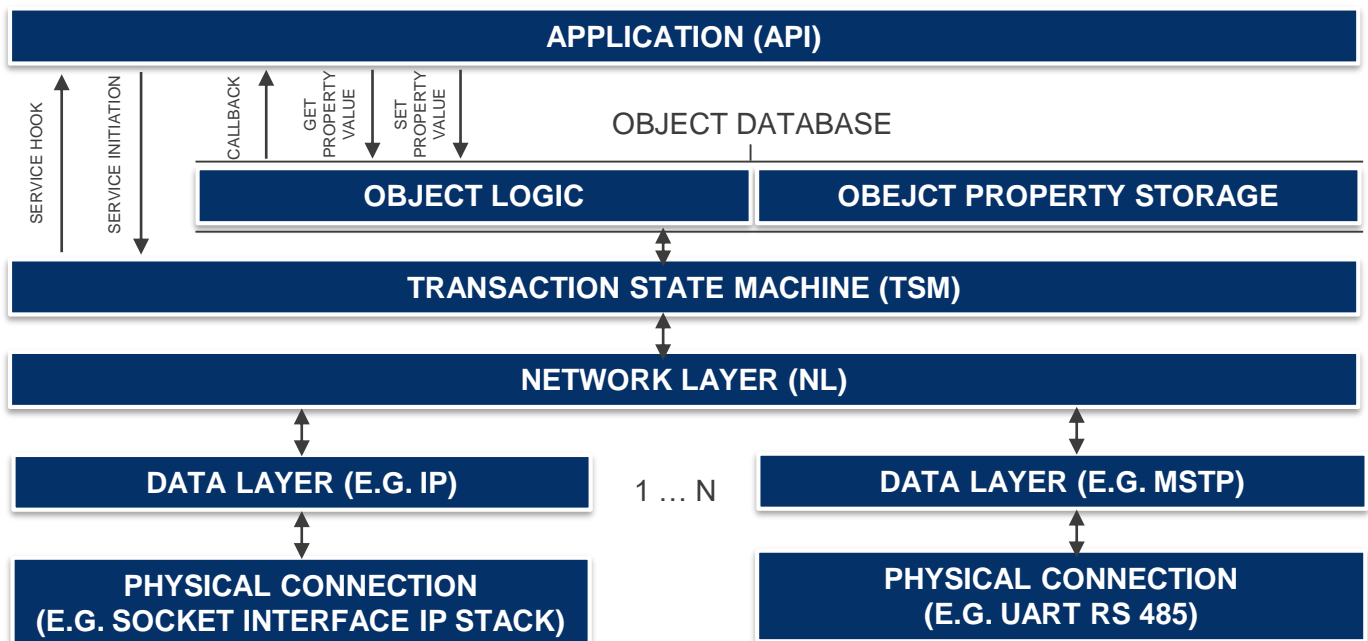 APPLICATION (API)
SERVICE HOOK
SERVICE INITIATION
CALLBACK
GET
PROPERTY
VALUE
SET
PROPERTY
VALUE
OBJECT DATABASE
OBJECT LOGIC
OBEJCT PROPERTY STORAGE
TRANSACTION STATE MACHINE (TSM)
NETWORK LAYER (NL)
DATA LAYER (E.G. IP)
1 … N
DATA LAYER (E.G. MSTP)
PHYSICAL CONNECTION
(E.G. SOCKET INTERFACE IP STACK)
PHYSICAL CONNECTION
(E.G. UART RS 485)